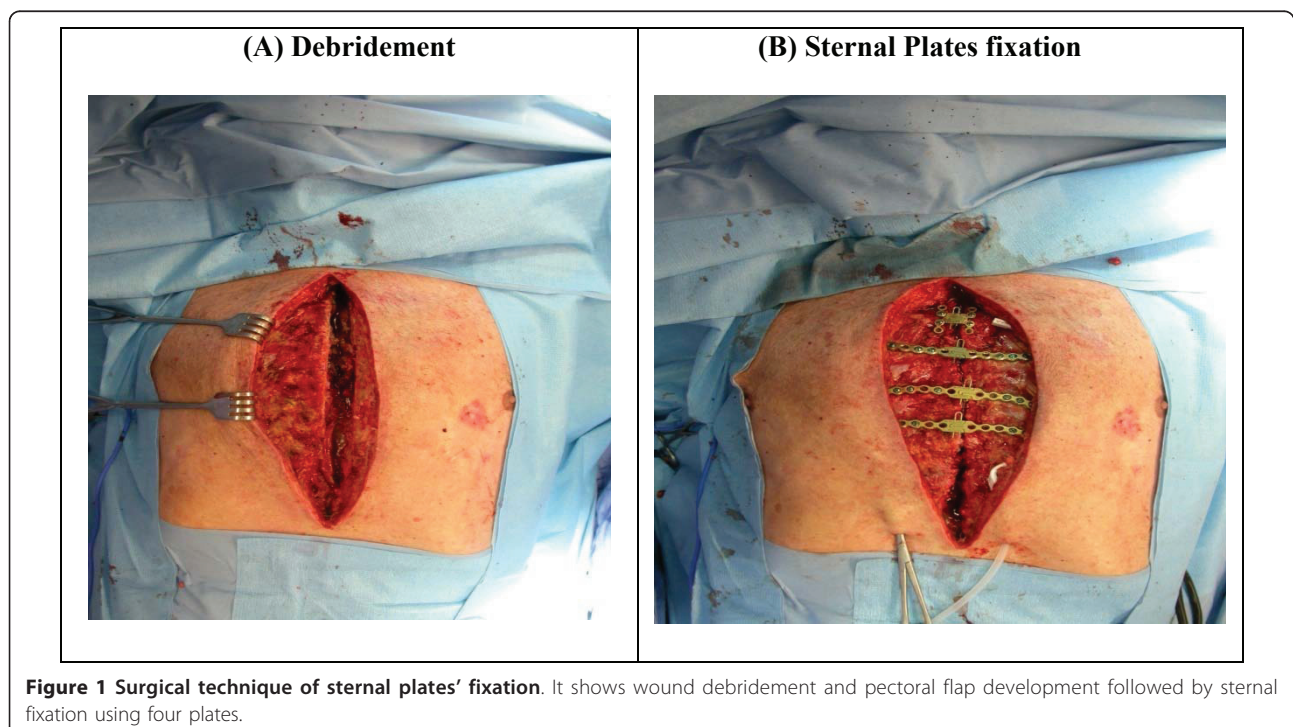 (A) Debridement
(B) Sternal Plates fixation
Figure 1 Surgical technique of sternal plates’ fixation. It shows wound debridement and pectoral flap development followed by sternal
fixation using four plates.